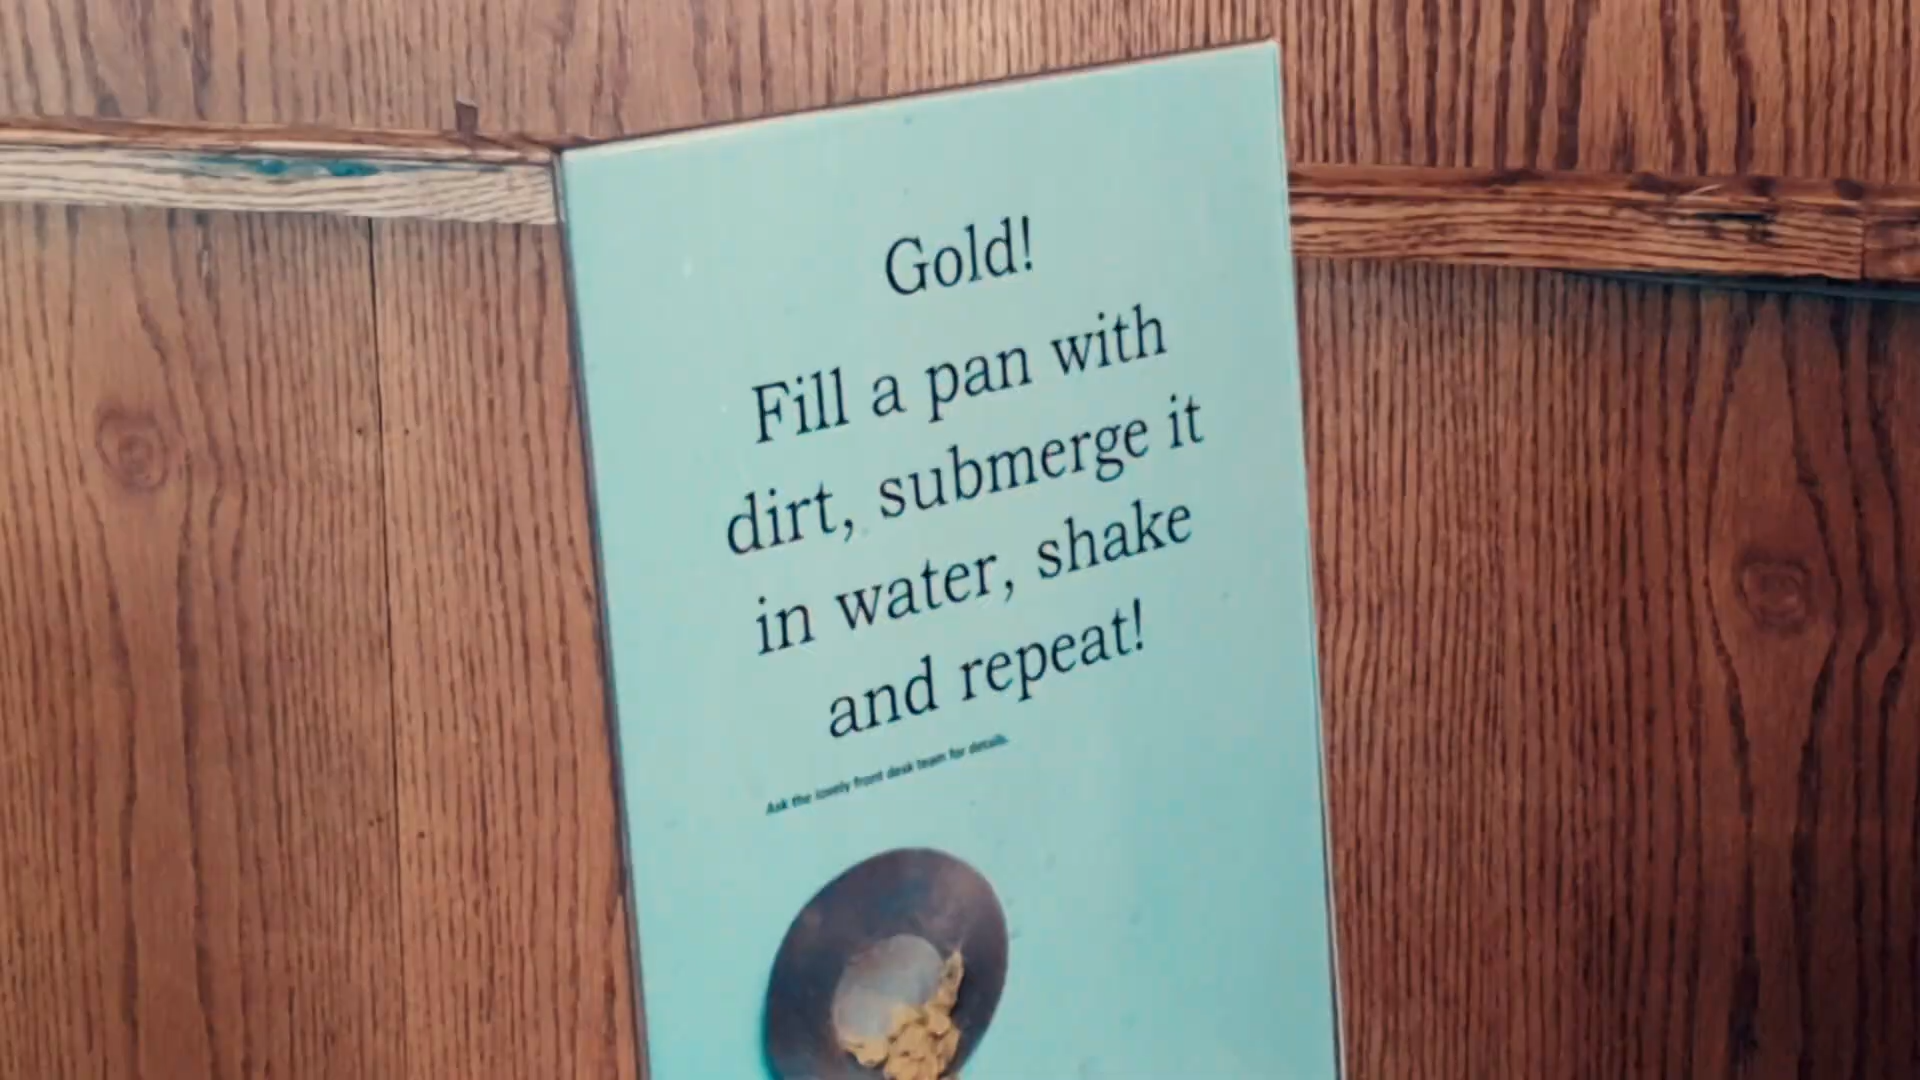 Gold!
Fill a pan with
dirt, submerge it
in water, shake
and repeat!
Ask the lovely front desk team for details.